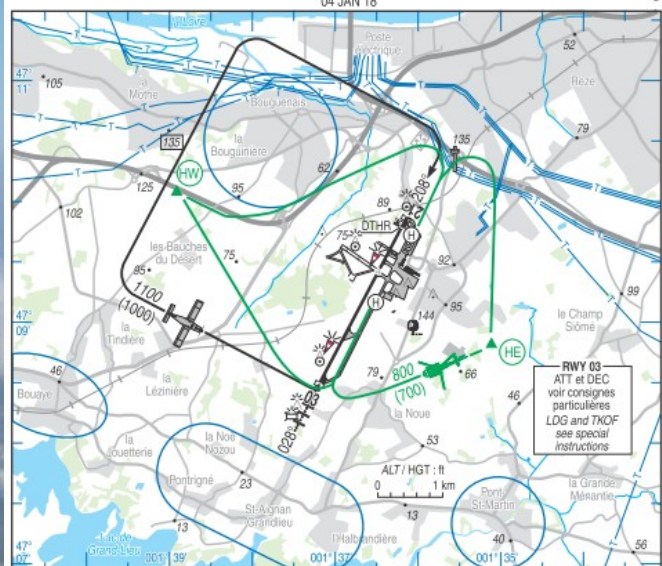 04 JAN 18
la Loire
Poste
électrique
52
Rezé
47°
11'
105
la
Mothe
Bouguenais
135
la
Bouguinière
135
79
62
HW
125
95
208°
21
89
DTHR
H
102
75
les Bauches
du Désert
75
92
95
H
95
99
1100
(1000)
144
le Champ
Siômé
47°
09'
la
Tindière
HE
800
(700)
66
RWY 03
ATT et DEC
voir consignes
particulières
LDG and TKOF
see special
instructions
46
Bouaye
la
Lézinière
79
03
028°
la Noue
46
la
Jouetterie
la Noe
Nozou
53
ALT / HGT : ft
0 1 km
Pontrigné
23
Pont
St-Martin
la Grande
Menantie
13
St-Aignan
Grandlieu
13
l'Halbrandière
40
56
Lac de
Grand Lieu
47°
07'
001°39'
001°37'
001°35'
T